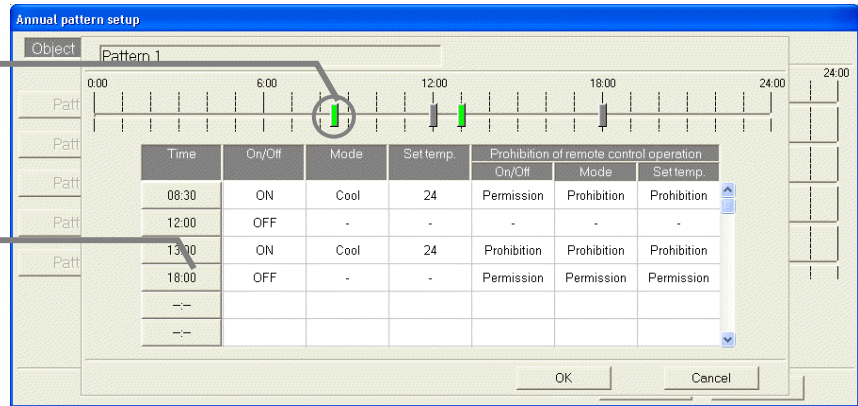 Annual pattern setup
Object
Pattern 1
0:00 6:00 12:00 18:00 24:00
24:00
Patt
Patt
Patt
Patt
Patt
Time On/Off Mode Set temp. Prohibition of remote control operation
On/Off Mode Set temp.
08:30 ON Cool 24 Permission Prohibition Prohibition
12:00 OFF - - - - -
13:00 ON Cool 24 Prohibition Prohibition Prohibition
18:00 OFF - - Permission Permission Permission
--:--
--:--
OK Cancel